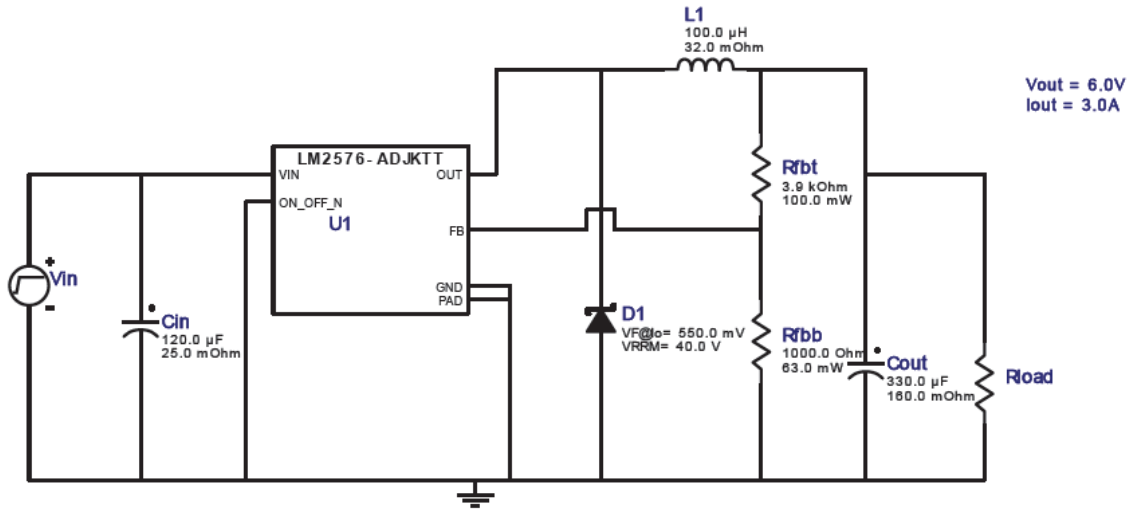 L1
100.0 µH
32.0 mOhm
Vout = 6.0V
Iout = 3.0A
LM2576-ADJKTT
VIN
OUT
ON_OFF_N
U1
FB
GND
PAD
Rfbt
3.9 kOhm
100.0 mW
+
Vin
-
Cin
120.0 µF
25.0 mOhm
D1
VF@Io= 550.0 mV
VRRM= 40.0 V
Rfbb
1000.0 Ohm
63.0 mW
Cout
330.0 µF
160.0 mOhm
Rload